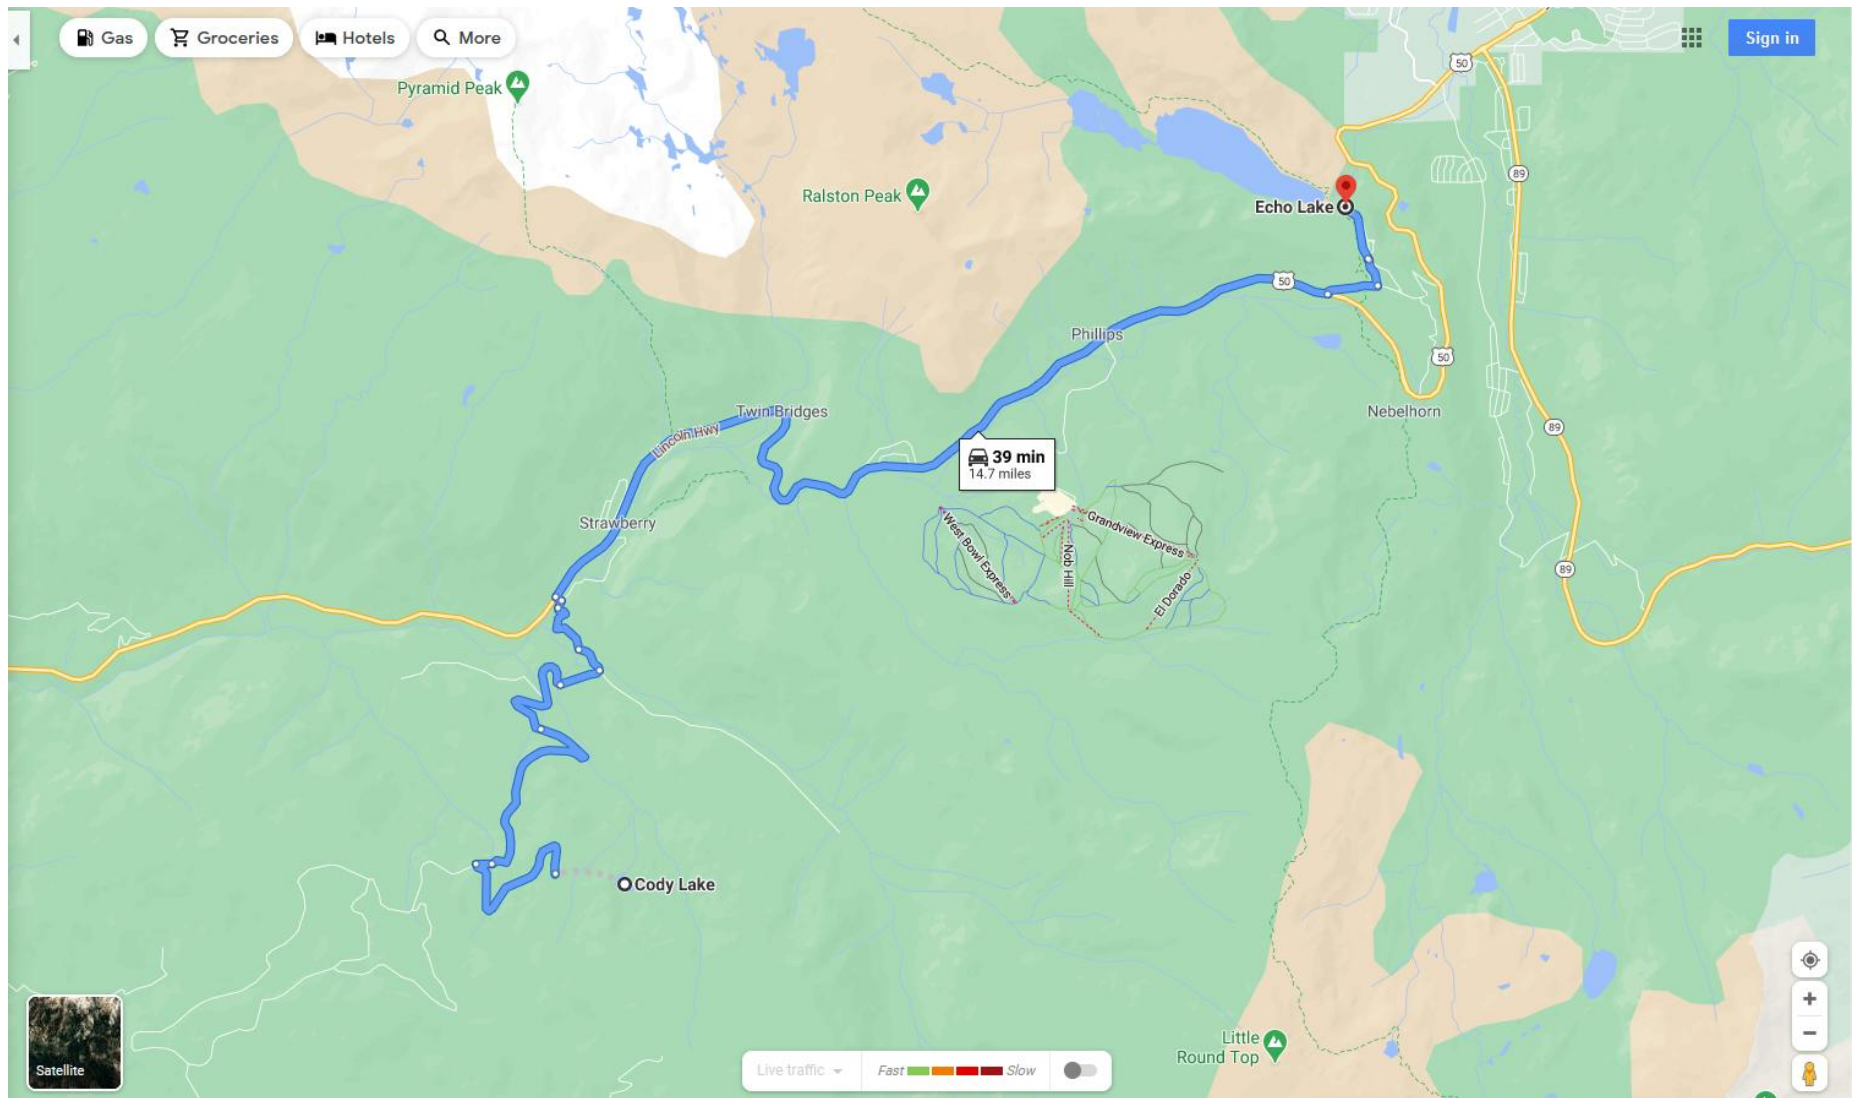 Gas
Groceries
Hotels
More
50
Sign in
Pyramid Peak
89
Ralston Peak
Echo Lake
50
Phillips
50
Twin Bridges
Nebelhorn
Lincoln Hwy
89
39 min
14.7 miles
Strawberry
West Bowl Express
Nob Hill
Grandview Express
El Dorado
89
Cody Lake
Little
Round Top
Satellite
Live traffic
Fast
Slow